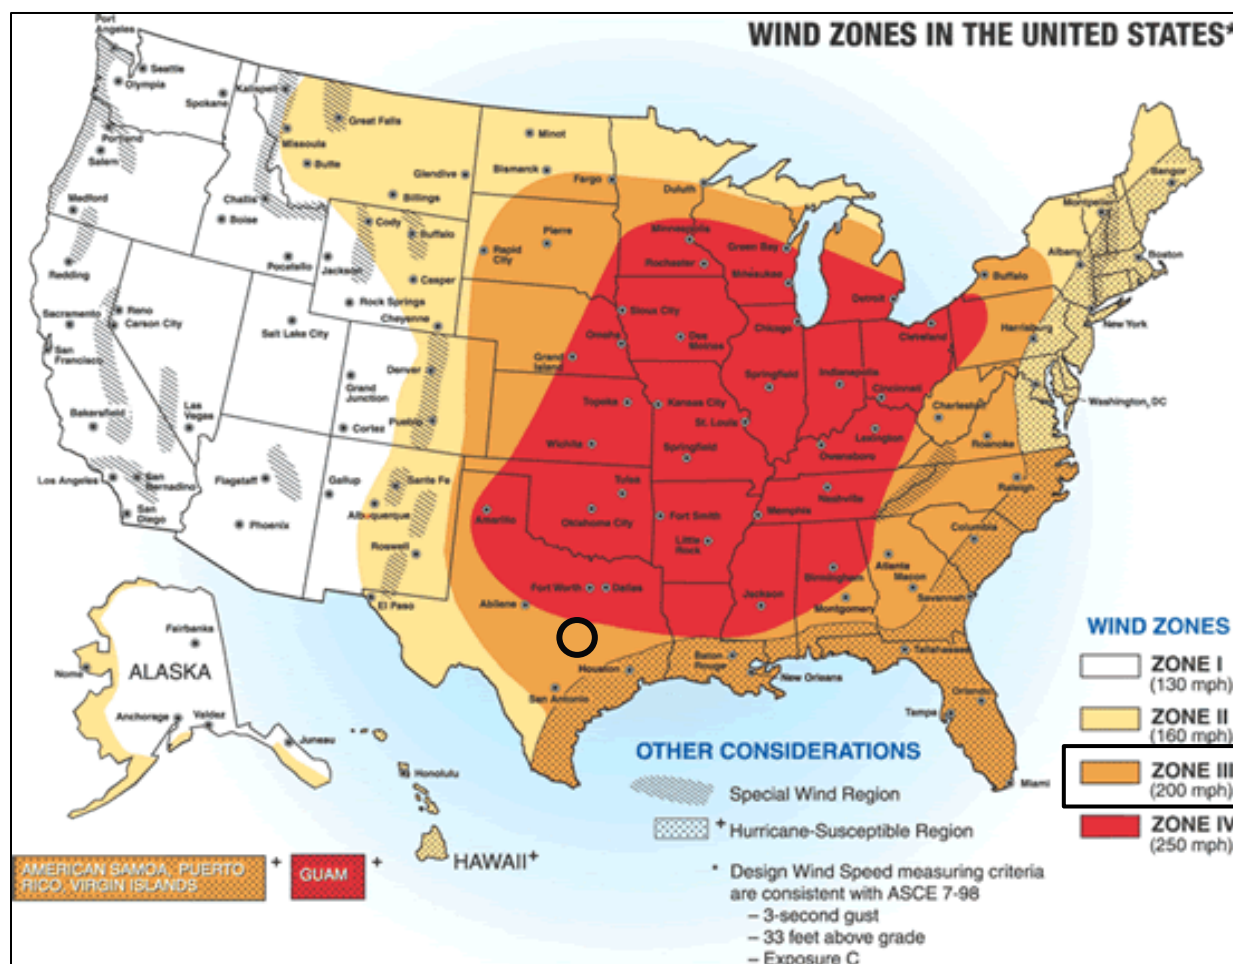 WIND ZONES IN THE UNITED STATES*
Port
Angeles
Seattle
Olympia
Spokane
Kalispell
Great Falls
Missoula
Butte
Glendive
Billings
Minot
Bismarck
Fargo
Duluth
Portland
Salem
Medford
Challis
Boise
Pocatello
Cody
Buffalo
Jackson
Casper
Rock Springs
Cheyenne
Rapid
City
Pierre
Minneapolis
Rochester
Green Bay
Milwaukee
Detroit
Buffalo
Albany
Montpelier
Bangor
Boston
New York
Harrisburg
Washington, DC
Redding
Sacramento
Reno
Carson City
San
Francisco
Salt Lake City
Grand
Junction
Denver
Pueblo
Cortez
Sioux City
Omaha
Grand
Island
Des
Moines
Chicago
Cleveland
Springfield
Indianapolis
Cincinnati
Charleston
Roanoke
Bakersfield
Las
Vegas
Los Angeles
San
Bernadino
San
Diego
Flagstaff
Phoenix
Gallup
Sante Fe
Albuquerque
Roswell
El Paso
Topeka
Kansas City
St. Louis
Wichita
Springfield
Lexington
Owensboro
Tulsa
Oklahoma City
Amarillo
Fort Smith
Little
Rock
Memphis
Nashville
Raleigh
Columbia
Atlanta
Macon
Savannah
Birmingham
Montgomery
Jackson
Fort Worth
Dallas
Abilene
Houston
San Antonio
Baton
Rouge
New Orleans
Tallahassee
Orlando
Tampa
Miami
Fairbanks
ALASKA
Nome
Anchorage
Valdez
Juneau
Honolulu
HAWAII+
AMERICAN SAMOA, PUERTO
RICO, VIRGIN ISLANDS
+
GUAM
+
WIND ZONES
ZONE I
(130 mph)
ZONE II
(160 mph)
ZONE III
(200 mph)
ZONE IV
(250 mph)
OTHER CONSIDERATIONS
Special Wind Region
+ Hurricane-Susceptible Region
* Design Wind Speed measuring criteria
are consistent with ASCE 7-98
– 3-second gust
– 33 feet above grade
– Exposure C